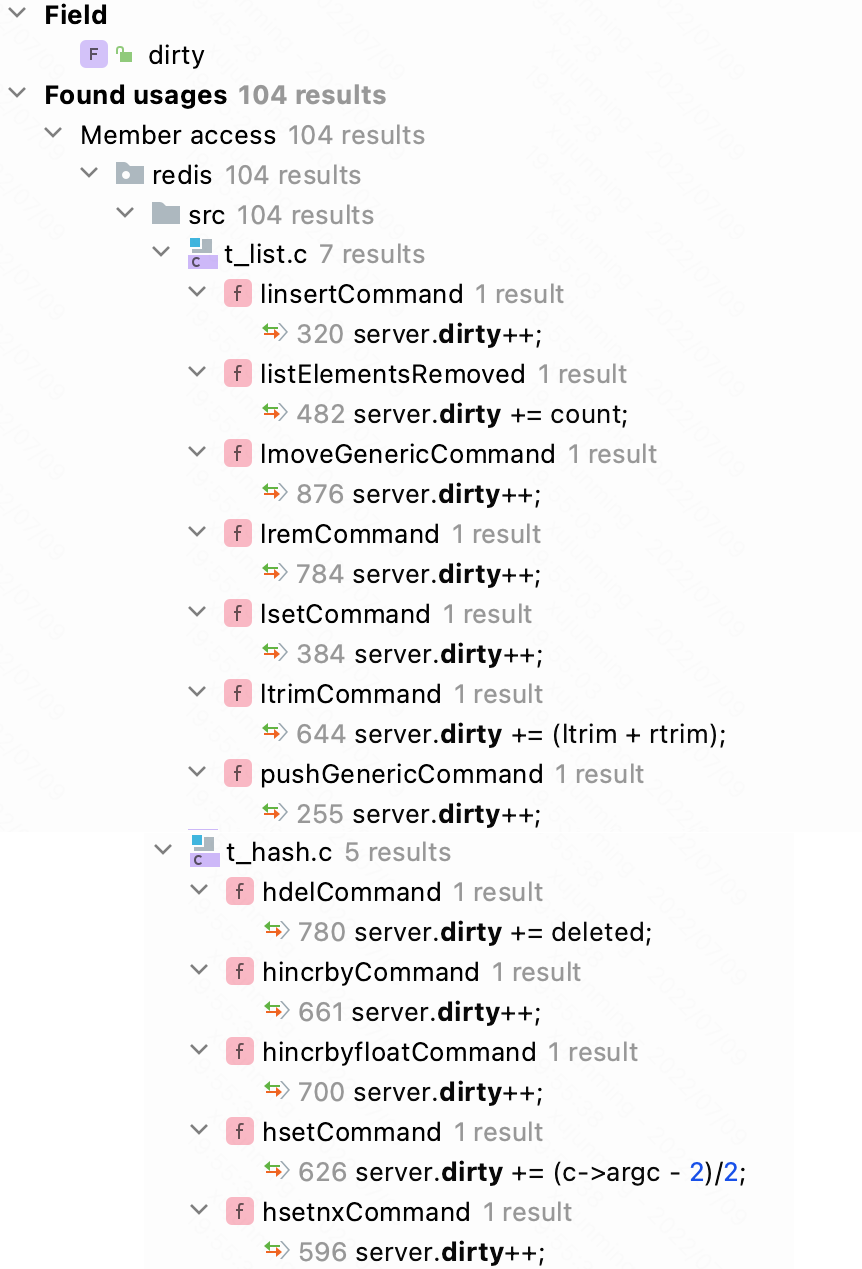 Field
F dirty
Found usages 104 results
Member access 104 results
redis 104 results
src 104 results
C t_list.c 7 results
f linsertCommand 1 result
320 server.dirty++;
f listElementsRemoved 1 result
482 server.dirty += count;
f lmoveGenericCommand 1 result
876 server.dirty++;
f lremCommand 1 result
784 server.dirty++;
f lsetCommand 1 result
384 server.dirty++;
f ltrimCommand 1 result
644 server.dirty += (ltrim + rtrim);
f pushGenericCommand 1 result
255 server.dirty++;
C t_hash.c 5 results
f hdelCommand 1 result
780 server.dirty += deleted;
f hincrbyCommand 1 result
661 server.dirty++;
f hincrbyfloatCommand 1 result
700 server.dirty++;
f hsetCommand 1 result
626 server.dirty += (c->argc - 2)/2;
f hsetnxCommand 1 result
596 server.dirty++;